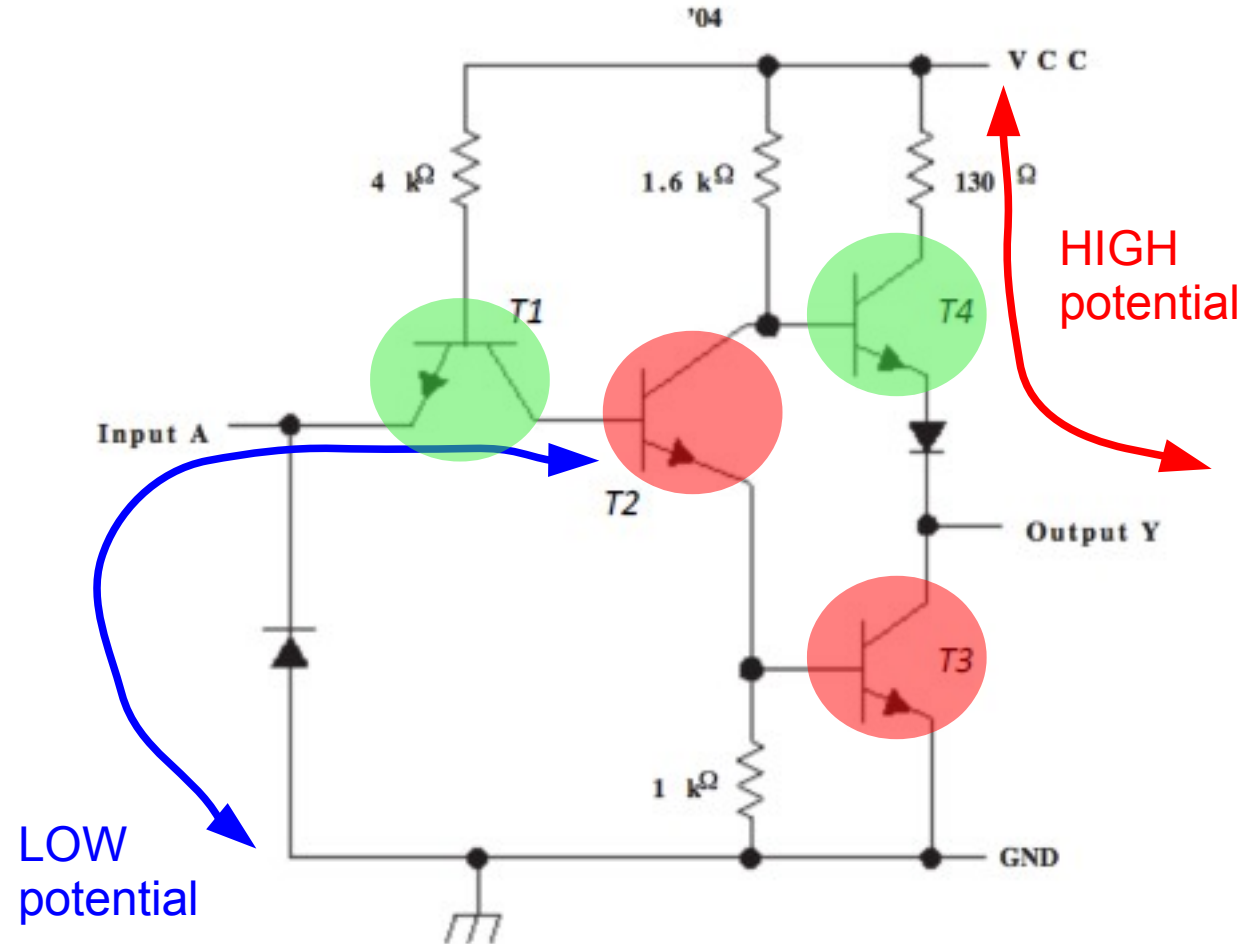 '04
V C C
4 kΩ
1.6 kΩ
130 Ω
HIGH
potential
T1
T4
Input A
T2
Output Y
T3
1 kΩ
LOW
potential
GND